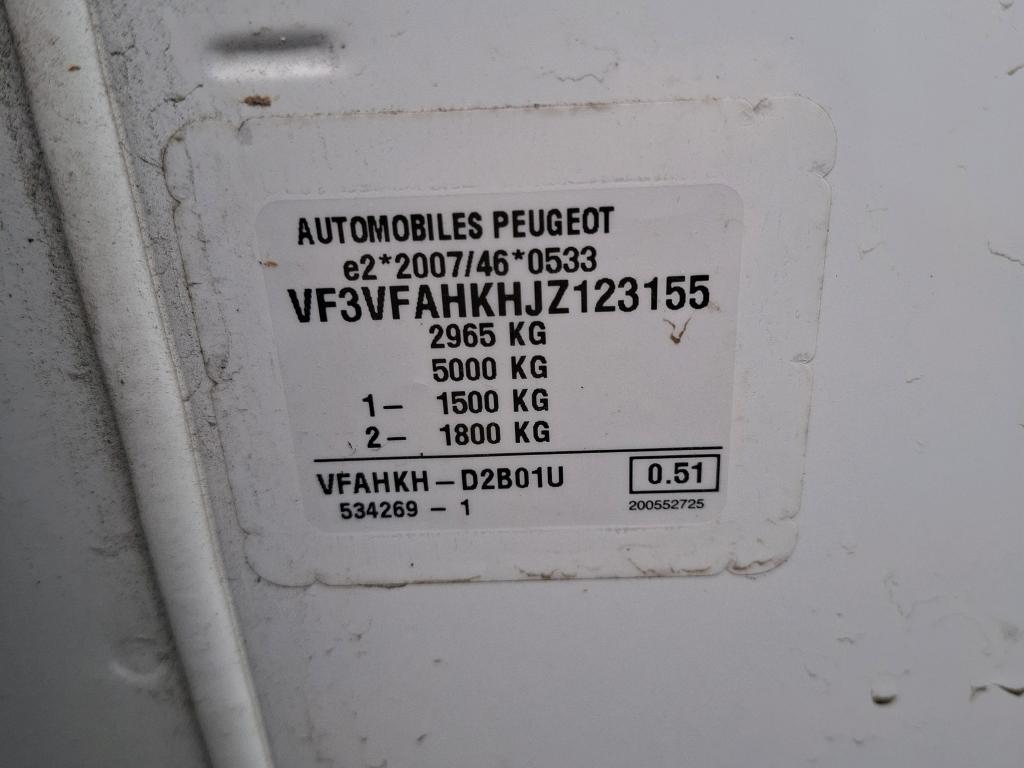 AUTOMOBILES PEUGEOT
e2*2007/46*0533
VF3VFAHKHJZ123155
2965 KG
5000 KG
1– 1500 KG
2– 1800 KG
VFAHKH–D2B01U 0.51
534269 – 1 200552725